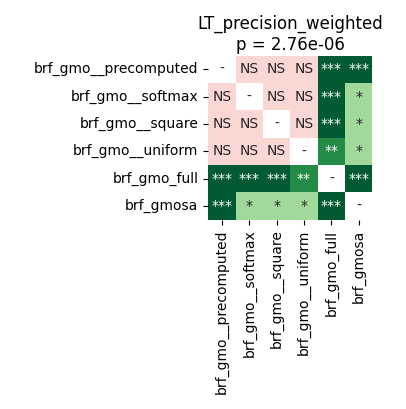 LT_precision_weighted
p = 2.76e-06
brf_gmo__precomputed - NS NS NS *** ***
brf_gmo__softmax NS - NS NS *** *
brf_gmo__square NS NS - NS *** *
brf_gmo__uniform NS NS NS - ** *
brf_gmo_full *** *** *** ** - ***
brf_gmosa *** * * * *** -
brf_gmo__precomputed
brf_gmo__softmax
brf_gmo__square
brf_gmo__uniform
brf_gmo_full
brf_gmosa